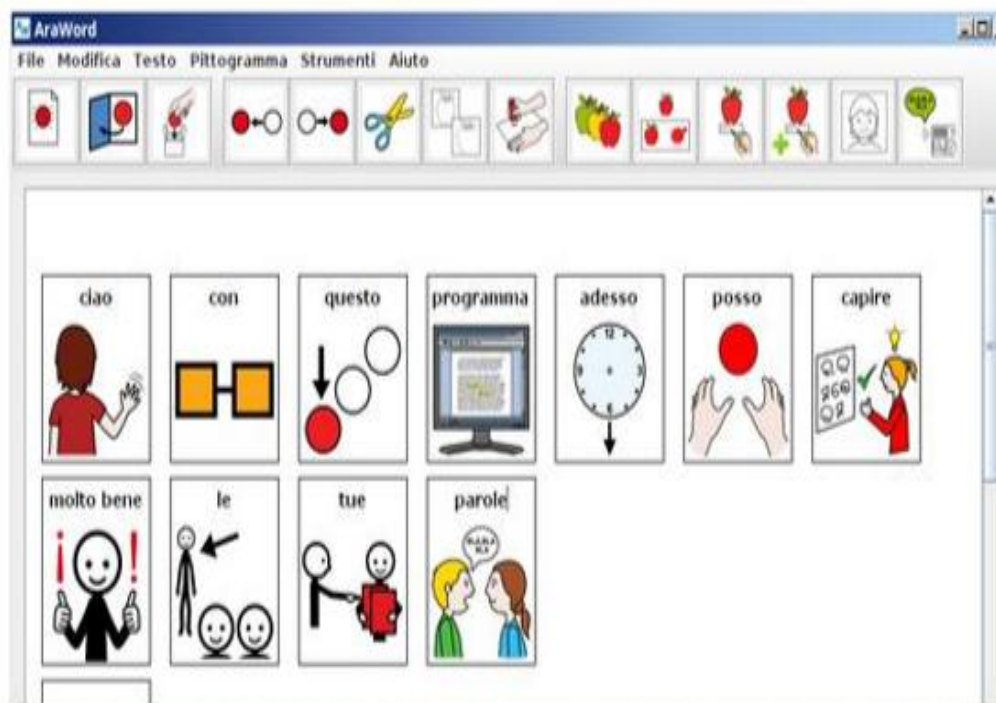 AraWord
File Modifica Testo Pittogramma Strumenti Aiuto
ciao con questo programma adesso posso capire
molto bene le tue parole